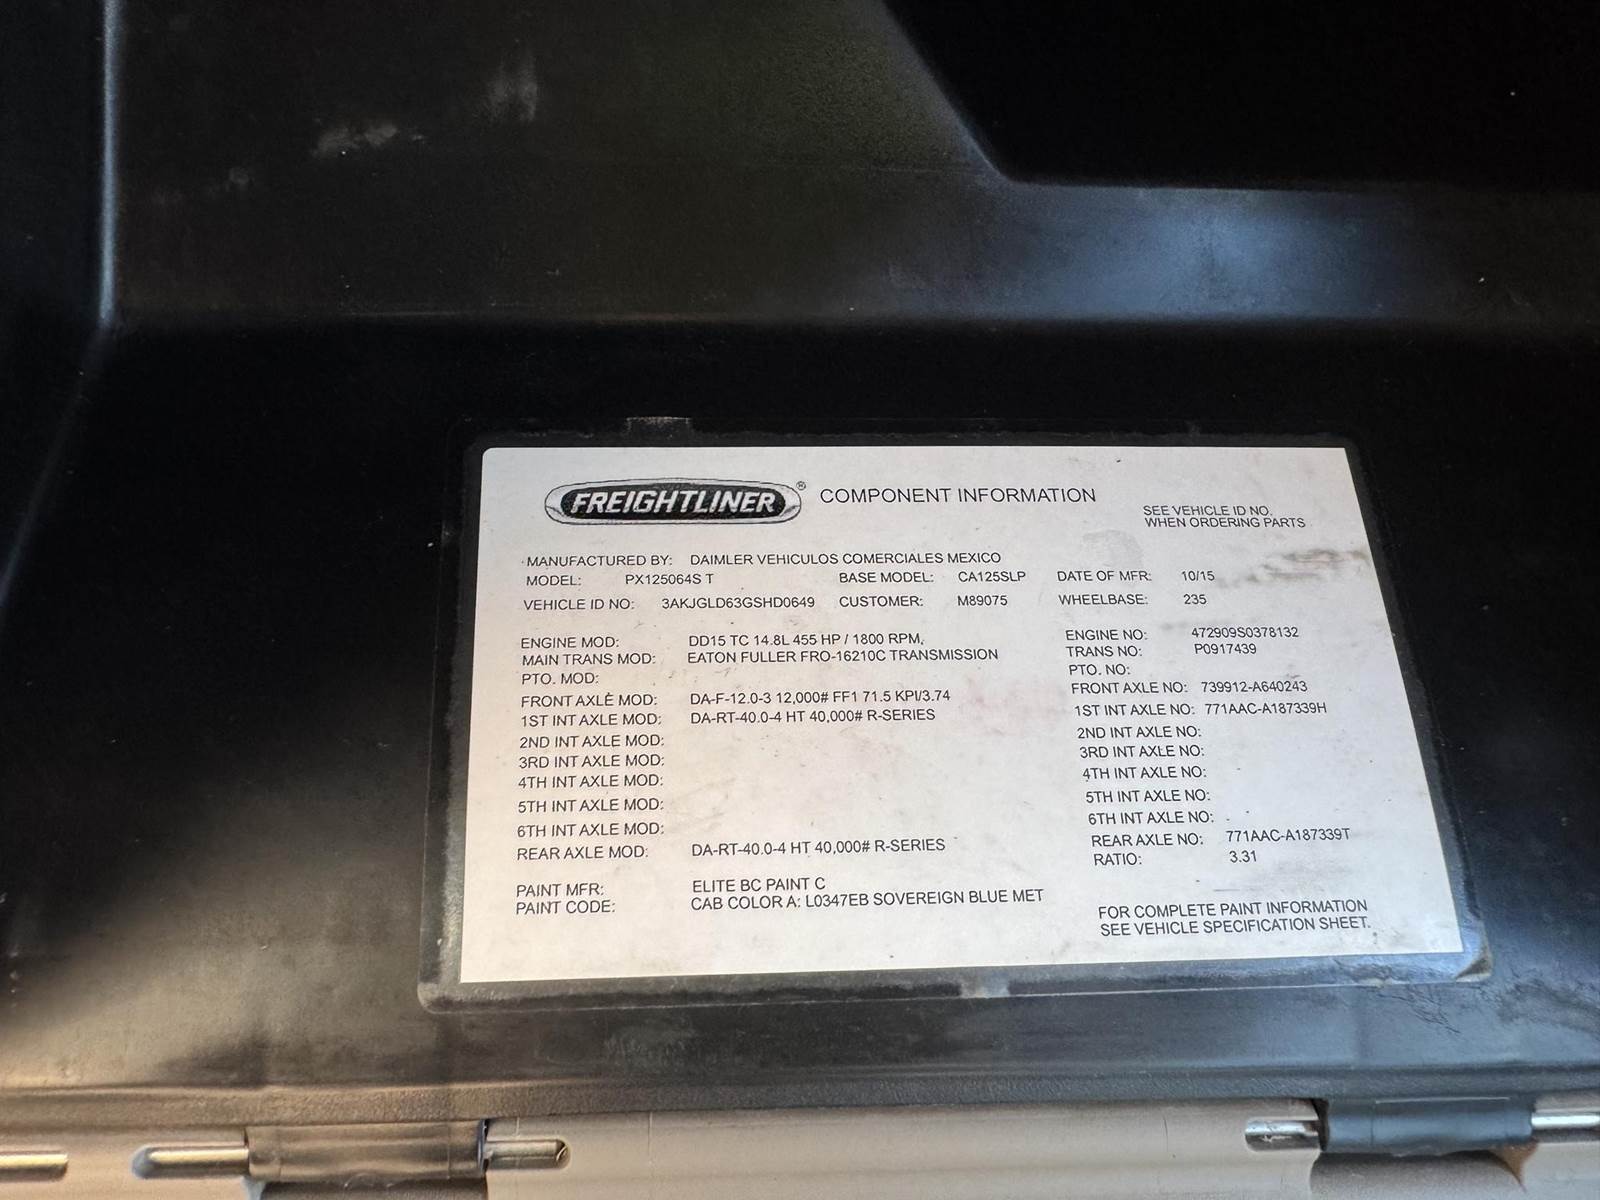 FREIGHTLINER® COMPONENT INFORMATION
SEE VEHICLE ID NO.
WHEN ORDERING PARTS
MANUFACTURED BY: DAIMLER VEHICULOS COMERCIALES MEXICO
MODEL: PX125064S T BASE MODEL: CA125SLP DATE OF MFR: 10/15
VEHICLE ID NO: 3AKJGLD63GSHD0649 CUSTOMER: M89075 WHEELBASE: 235
ENGINE MOD: DD15 TC 14.8L 455 HP / 1800 RPM, ENGINE NO: 472909S0378132
MAIN TRANS MOD: EATON FULLER FRO-16210C TRANSMISSION TRANS NO: P0917439
PTO. MOD: PTO. NO:
FRONT AXLE MOD: DA-F-12.0-3 12,000# FF1 71.5 KPI/3.74 FRONT AXLE NO: 739912-A640243
1ST INT AXLE MOD: DA-RT-40.0-4 HT 40,000# R-SERIES 1ST INT AXLE NO: 771AAC-A187339H
2ND INT AXLE MOD: 2ND INT AXLE NO:
3RD INT AXLE MOD: 3RD INT AXLE NO:
4TH INT AXLE MOD: 4TH INT AXLE NO:
5TH INT AXLE MOD: 5TH INT AXLE NO:
6TH INT AXLE MOD: 6TH INT AXLE NO:
REAR AXLE MOD: DA-RT-40.0-4 HT 40,000# R-SERIES REAR AXLE NO: 771AAC-A187339T
RATIO: 3.31
PAINT MFR: ELITE BC PAINT C
PAINT CODE: CAB COLOR A: L0347EB SOVEREIGN BLUE MET
FOR COMPLETE PAINT INFORMATION
SEE VEHICLE SPECIFICATION SHEET.